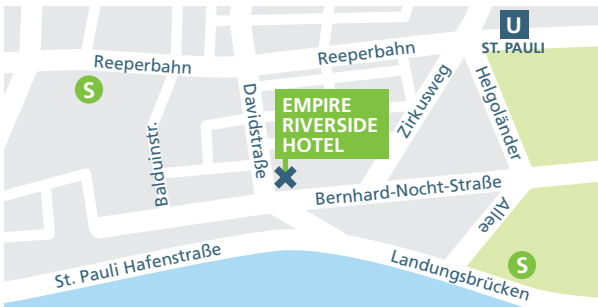 U
ST. PAULI
Reeperbahn
Reeperbahn
S
Davidstraße
EMPIRE
RIVERSIDE
HOTEL
Zirkusweg
Helgoländer
Allee
Balduinstr.
Bernhard-Nocht-Straße
St. Pauli Hafenstraße
Landungsbrücken
S